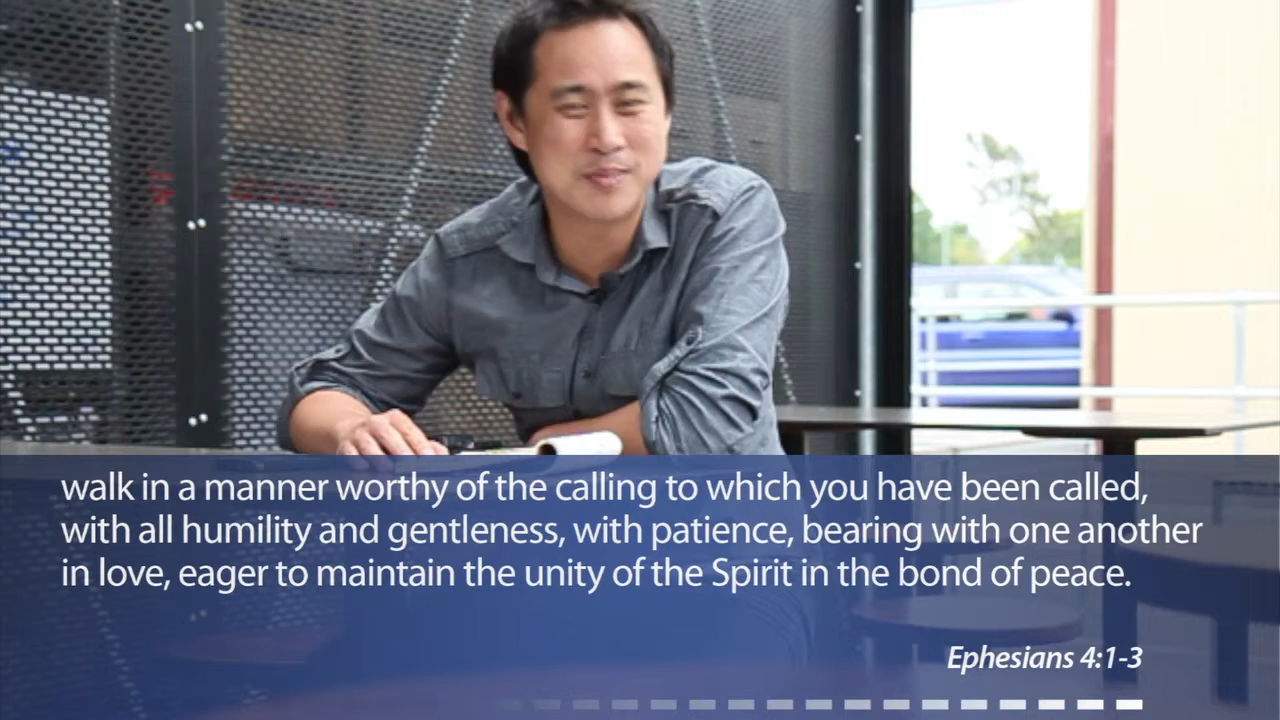 walk in a manner worthy of the calling to which you have been called,
with all humility and gentleness, with patience, bearing with one another
in love, eager to maintain the unity of the Spirit in the bond of peace.
Ephesians 4:1-3